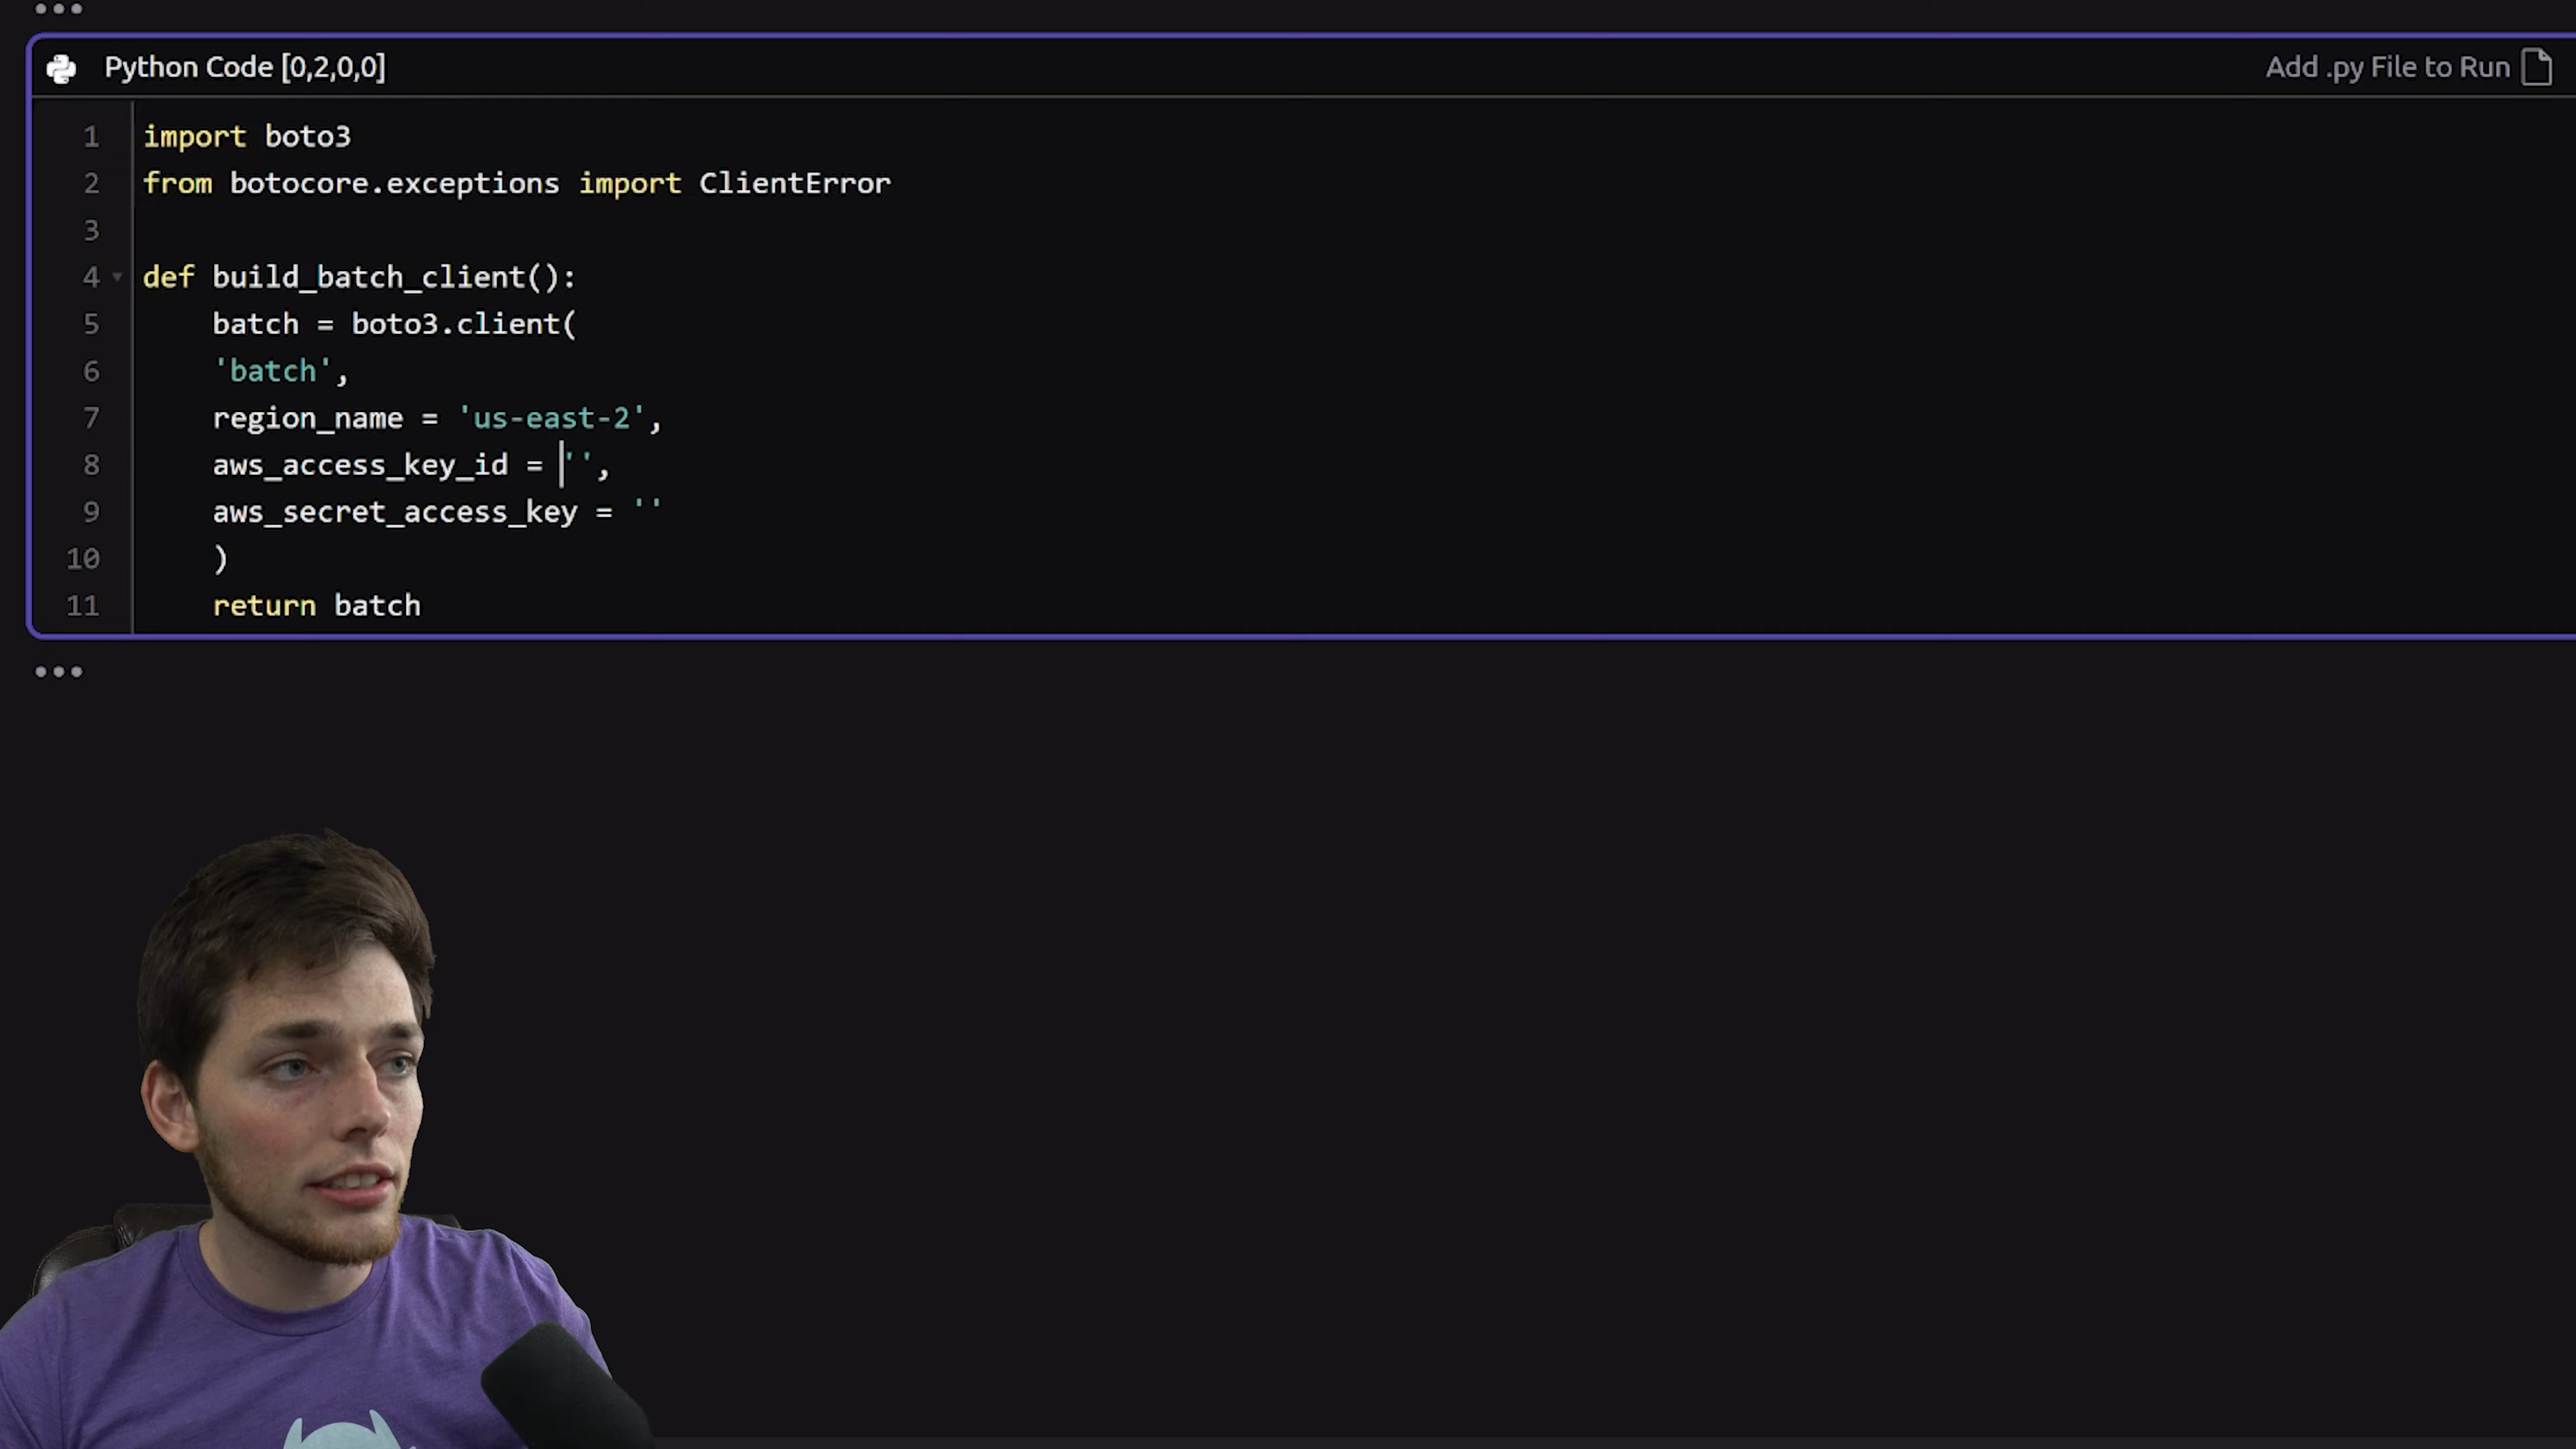 Python Code [0,2,0,0]
Add .py File to Run
1 import boto3
2 from botocore.exceptions import ClientError
3
4 def build_batch_client():
5 batch = boto3.client(
6 'batch',
7 region_name = 'us-east-2',
8 aws_access_key_id = '',
9 aws_secret_access_key = ''
10 )
11 return batch